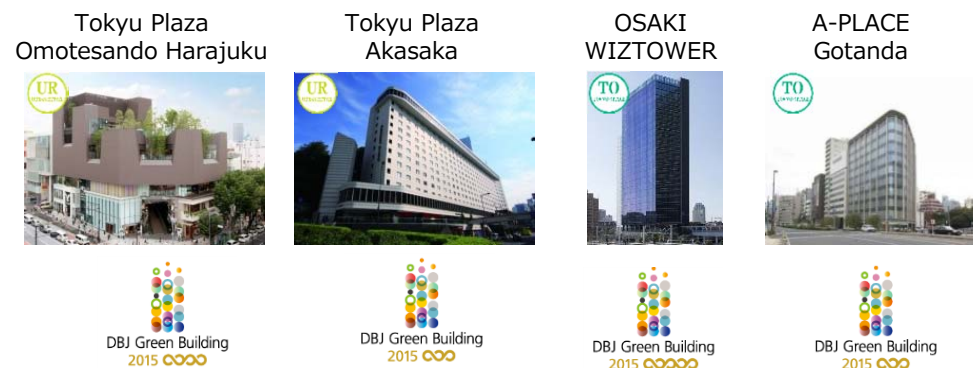 Tokyu Plaza
Omotesando Harajuku
Tokyu Plaza
Akasaka
OSAKI
WIZTOWER
A-PLACE
Gotanda
UR
UR
TO
TO
DBJ Green Building
2015
DBJ Green Building
2015
DBJ Green Building
2015
DBJ Green Building
2015